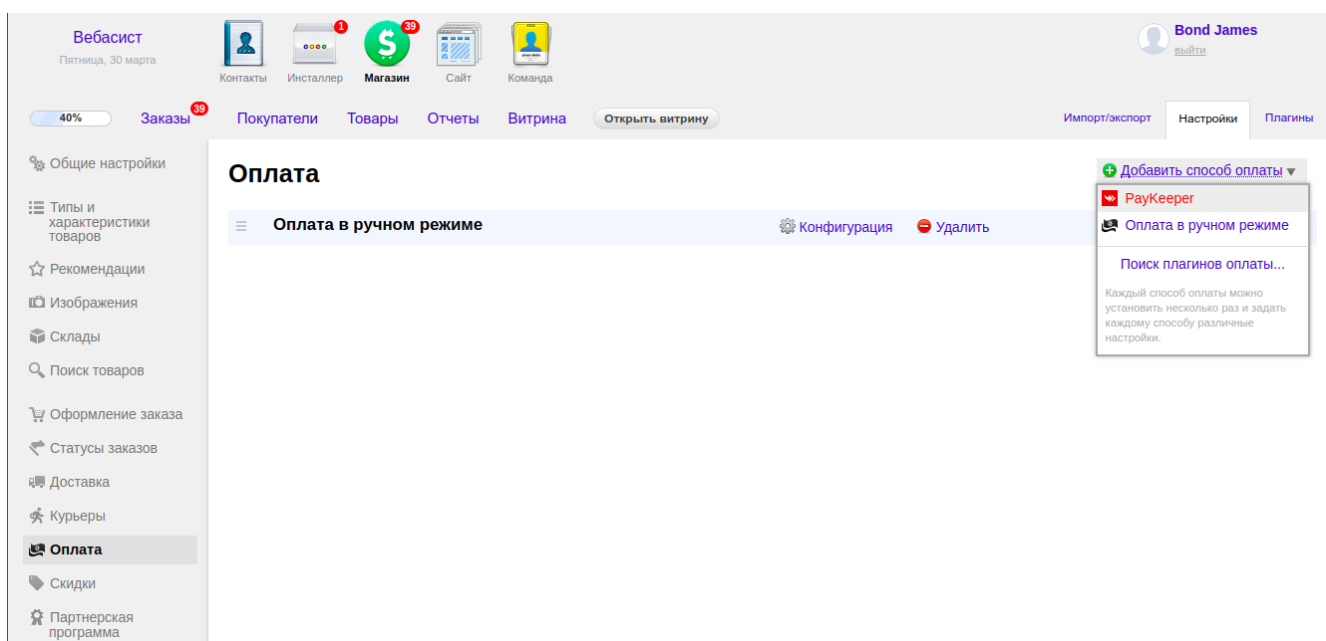 Вебасист
Пятница, 30 марта
1
39
Контакты
Инсталлер
Магазин
Сайт
Команда
Bond James
выйти
40%
Заказы 39
Покупатели
Товары
Отчеты
Витрина
Открыть витрину
Импорт/экспорт
Настройки
Плагины
Общие настройки
Типы и
характеристики
товаров
Рекомендации
Изображения
Склады
Поиск товаров
Оформление заказа
Статусы заказов
Доставка
Курьеры
Оплата
Скидки
Партнерская
программа
Оплата
Добавить способ оплаты
Оплата в ручном режиме
Конфигурация
Удалить
PayKeeper
Оплата в ручном режиме
Поиск плагинов оплаты...
Каждый способ оплаты можно
установить несколько раз и задать
каждому способу различные
настройки.